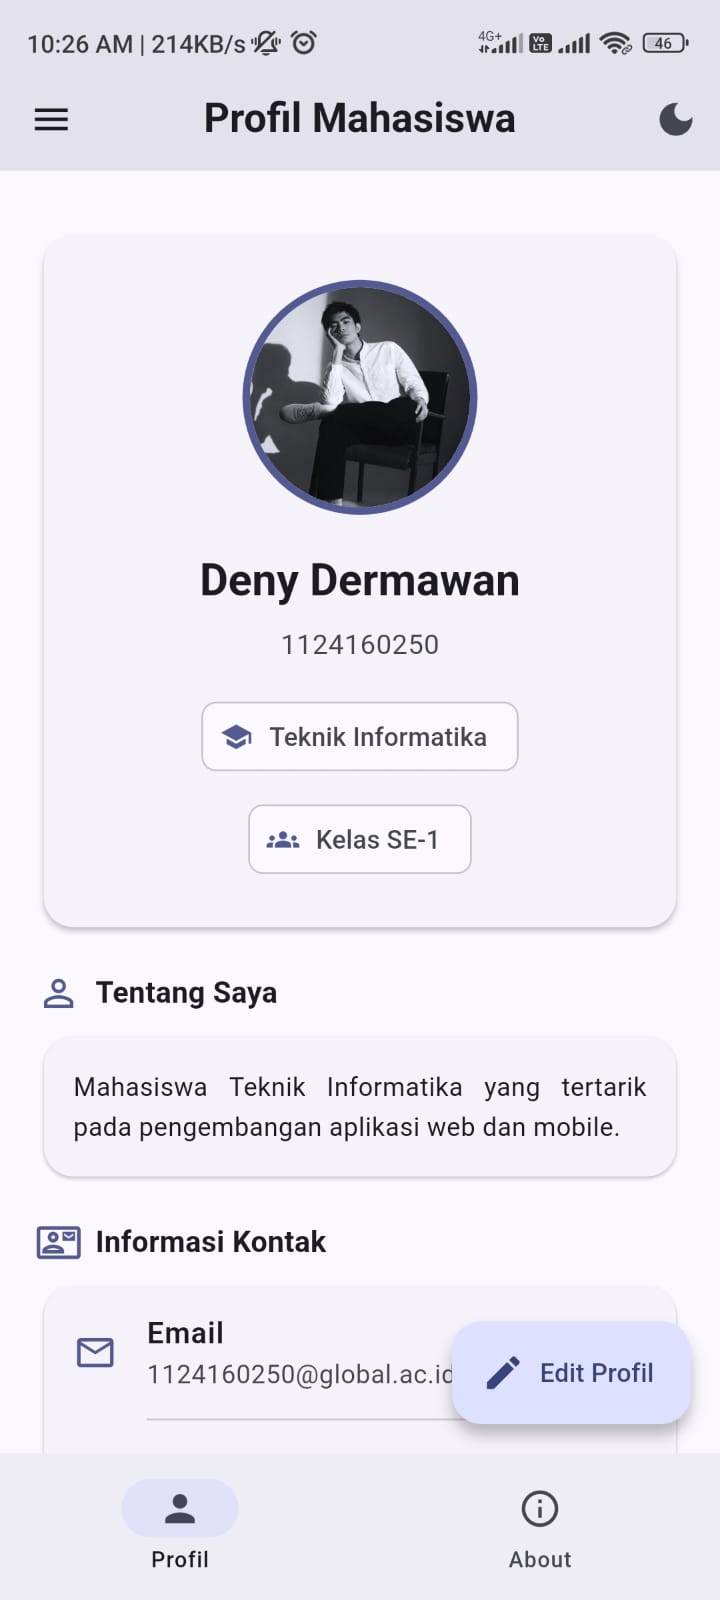 10:26 AM | 214KB/s
4G+
Vo
LTE
46
Profil Mahasiswa
Deny Dermawan
1124160250
Teknik Informatika
Kelas SE-1
Tentang Saya
Mahasiswa Teknik Informatika yang tertarik
pada pengembangan aplikasi web dan mobile.
Informasi Kontak
Email
1124160250@global.ac.id
Edit Profil
Profil
About